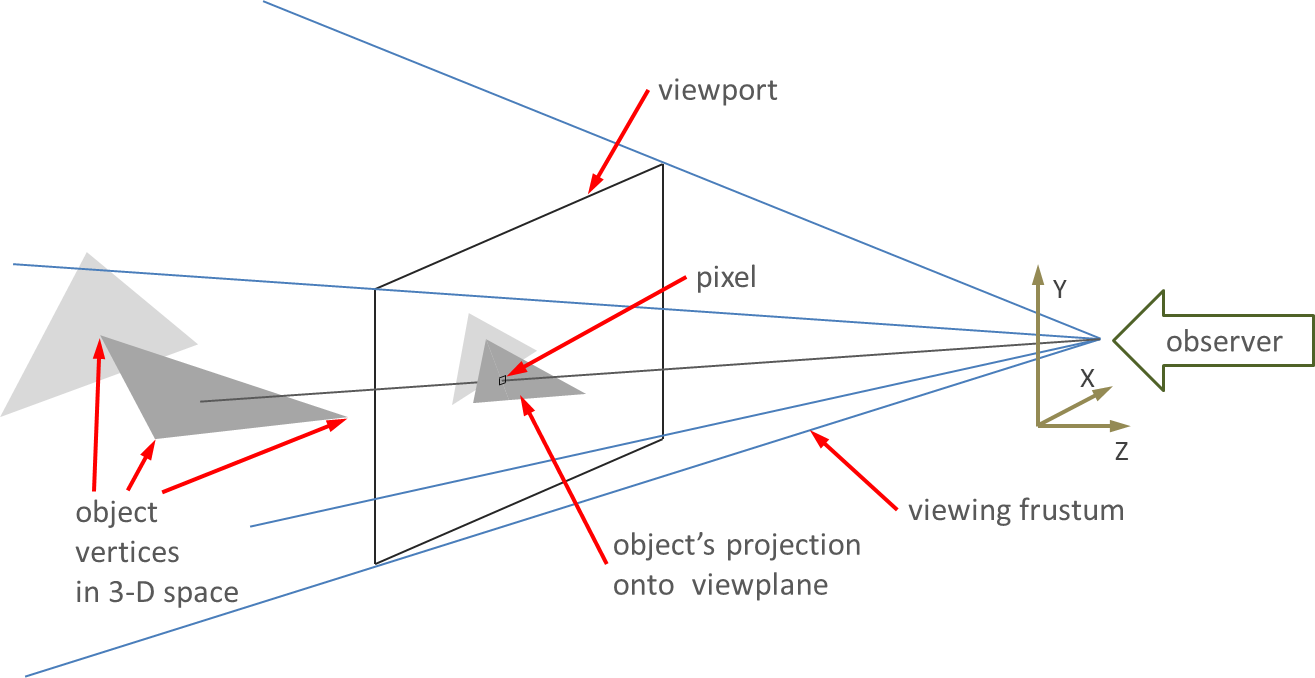 viewport
pixel
Y
observer
X
Z
object
vertices
in 3-D space
viewing frustum
object’s projection
onto viewplane